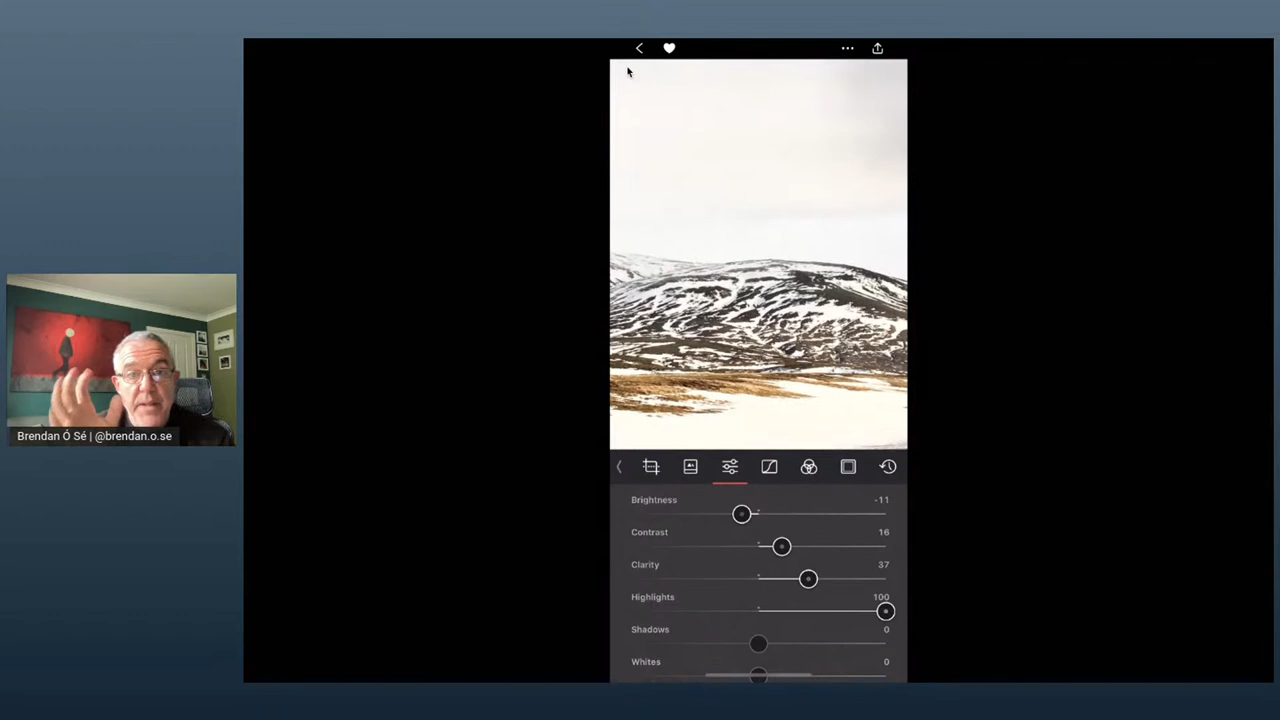 Brendan Ó Sé | @brendan.o.se
Brightness -11
Contrast 16
Clarity 37
Highlights 100
Shadows 0
Whites 0